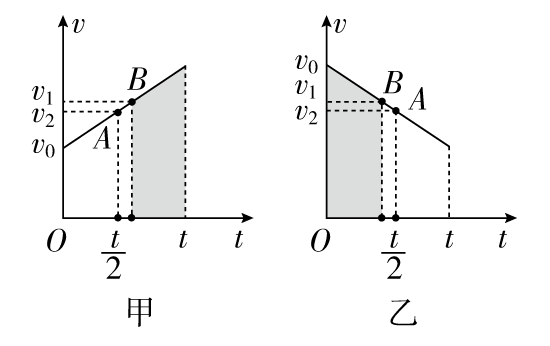 v
v₁
v₂
v₀
B
A
O
t/2
t
t
甲
v
v₀
v₁
v₂
B
A
O
t/2
t
t
乙